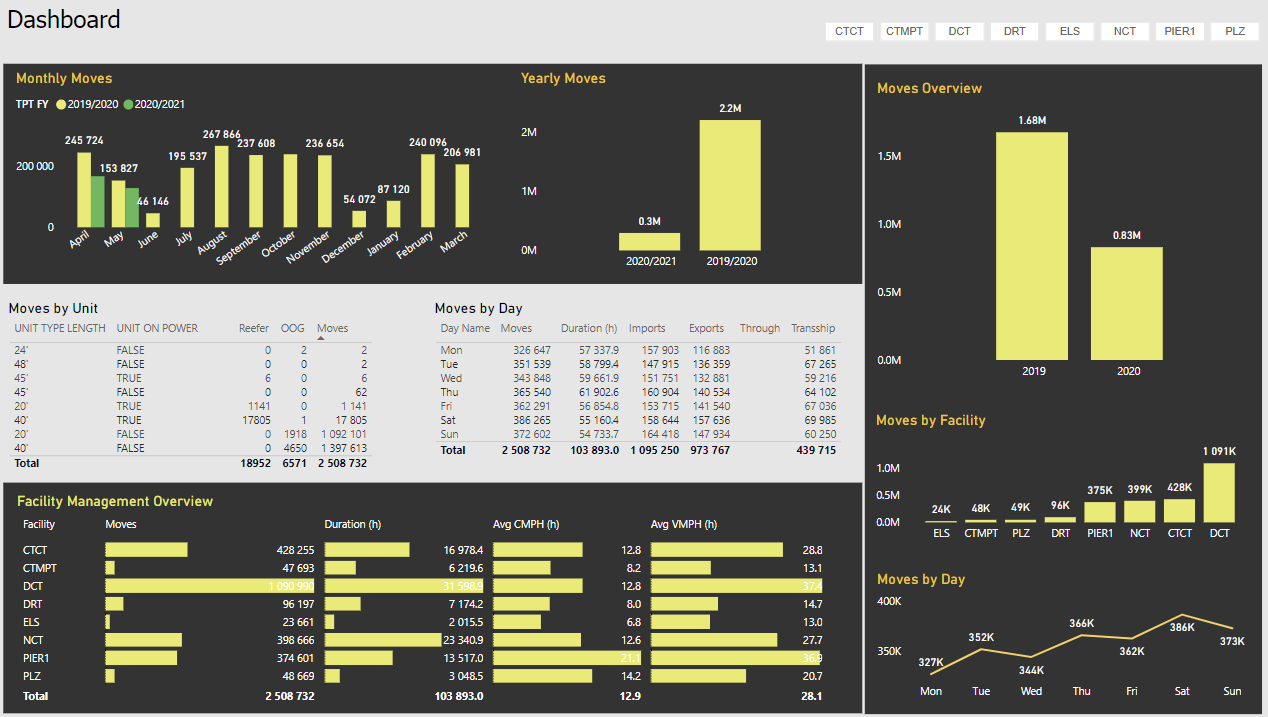 Dashboard
CTCT CTMPT DCT DRT ELS NCT PIER1 PLZ
Monthly Moves
TPT FY 2019/2020 2020/2021
245 724
153 827
46 146
195 537
267 866
237 608
236 654
54 072
87 120
240 096
206 981
200 000
0
April May June July August September October November December January February March
Yearly Moves
2M
1M
0M
0.3M
2.2M
2020/2021 2019/2020
Moves Overview
1.68M
0.83M
1.5M
1.0M
0.5M
0.0M
2019 2020
Moves by Unit
UNIT TYPE LENGTH UNIT ON POWER Reefer OOG Moves
24' FALSE 0 2 2
48' FALSE 0 0 2
45' TRUE 6 0 6
45' FALSE 0 0 62
20' TRUE 1141 0 1 141
40' TRUE 17805 1 17 805
20' FALSE 0 1918 1 092 101
40' FALSE 0 4650 1 397 613
Total 18952 6571 2 508 732
Moves by Day
Day Name Moves Duration (h) Imports Exports Through Transship
Mon 326 647 57 337.9 157 903 116 883 51 861
Tue 351 539 58 799.4 147 915 136 359 67 265
Wed 343 848 59 661.9 151 751 132 881 59 216
Thu 365 540 61 902.6 160 904 140 534 64 102
Fri 362 291 56 854.8 153 715 141 540 67 036
Sat 386 265 55 160.4 158 644 157 636 69 985
Sun 372 602 54 733.7 164 418 147 934 60 250
Total 2 508 732 103 893.0 1 095 250 973 767 439 715
Moves by Facility
1.0M
0.5M
0.0M
24K 48K 49K 96K 375K 399K 428K 1 091K
ELS CTMPT PLZ DRT PIER1 NCT CTCT DCT
Facility Management Overview
Facility Moves Duration (h) Avg CMPH (h) Avg VMPH (h)
CTCT 428 255 16 978.4 12.8 28.8
CTMPT 47 693 6 219.6 8.2 13.1
DCT 1 090 990 31 598.9 12.8 37.4
DRT 96 197 7 174.2 8.0 14.7
ELS 23 661 2 015.5 6.8 13.0
NCT 398 666 23 340.9 12.6 27.7
PIER1 374 601 13 517.0 21.1 36.9
PLZ 48 669 3 048.5 14.2 20.7
Total 2 508 732 103 893.0 12.9 28.1
Moves by Day
400K
350K
327K 352K 344K 366K 362K 386K 373K
Mon Tue Wed Thu Fri Sat Sun